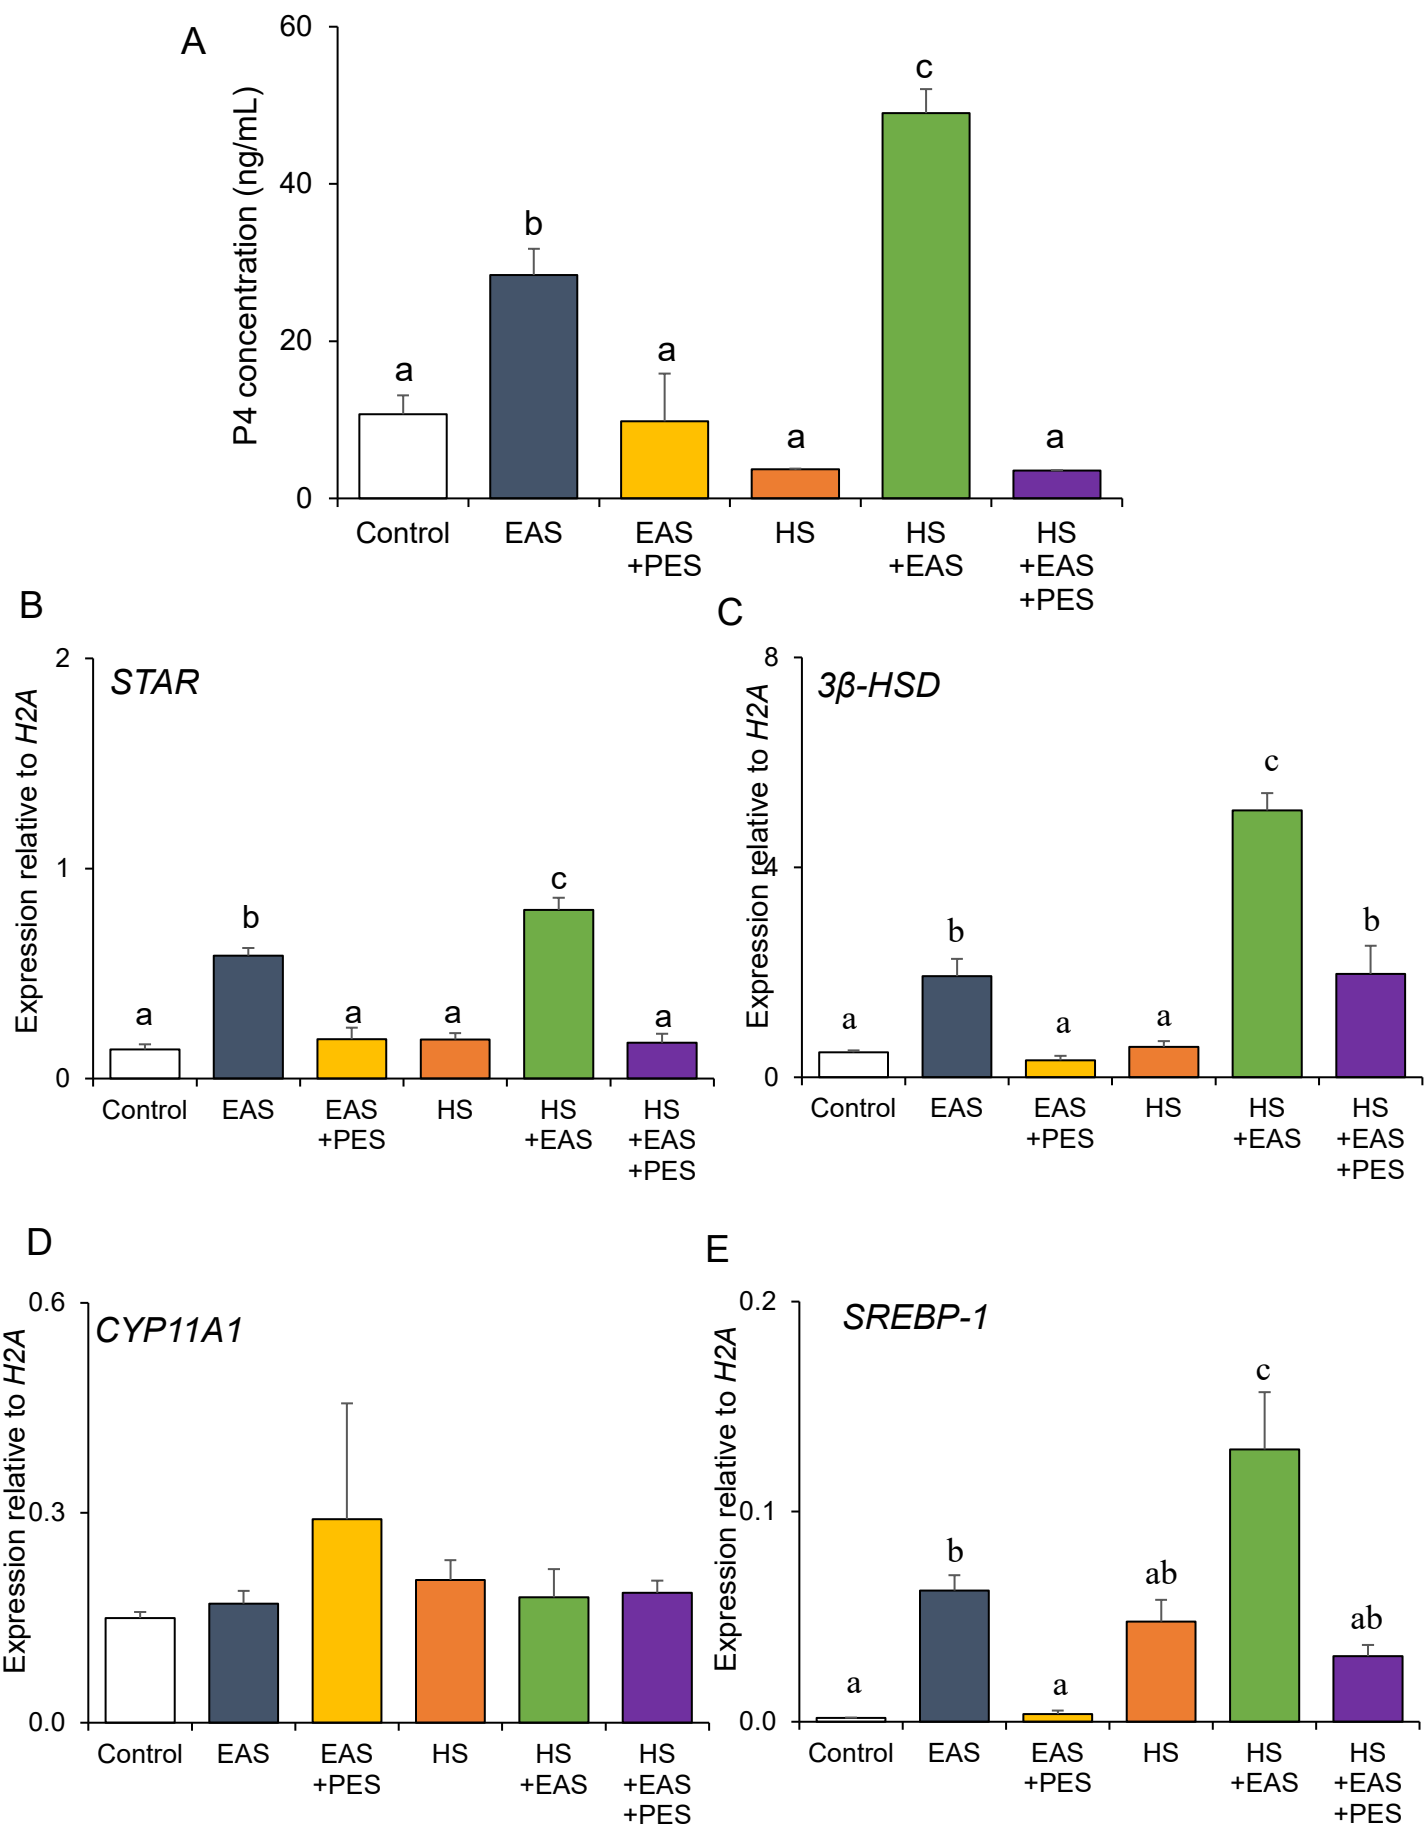 A
P4 concentration (ng/mL)
60
40
20
0
a
b
a
a
c
a
Control
EAS
EAS
+PES
HS
HS
+EAS
HS
+EAS
+PES
B
STAR
Expression relative to H2A
2
1
0
a
b
a
a
c
a
Control
EAS
EAS
+PES
HS
HS
+EAS
HS
+EAS
+PES
C
3β-HSD
Expression relative to H2A
8
4
0
a
b
a
a
c
b
Control
EAS
EAS
+PES
HS
HS
+EAS
HS
+EAS
+PES
D
CYP11A1
Expression relative to H2A
0.6
0.3
0.0
Control
EAS
EAS
+PES
HS
HS
+EAS
HS
+EAS
+PES
E
SREBP-1
Expression relative to H2A
0.2
0.1
0.0
a
b
a
ab
c
ab
Control
EAS
EAS
+PES
HS
HS
+EAS
HS
+EAS
+PES